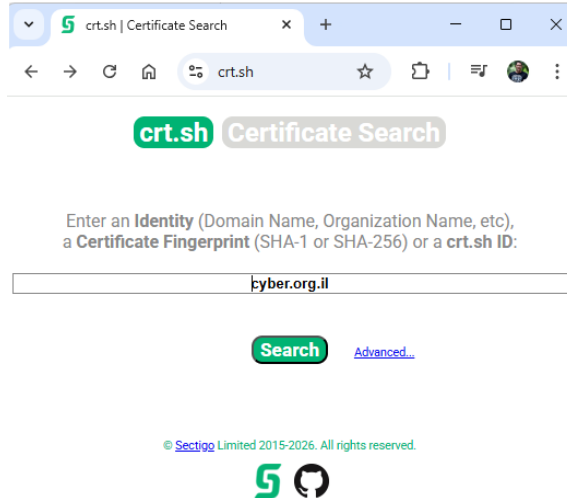 crt.sh | Certificate Search
crt.sh
crt.sh Certificate Search
Enter an Identity (Domain Name, Organization Name, etc),
a Certificate Fingerprint (SHA-1 or SHA-256) or a crt.sh ID:
cyber.org.il
Search Advanced...
© Sectigo Limited 2015-2026. All rights reserved.